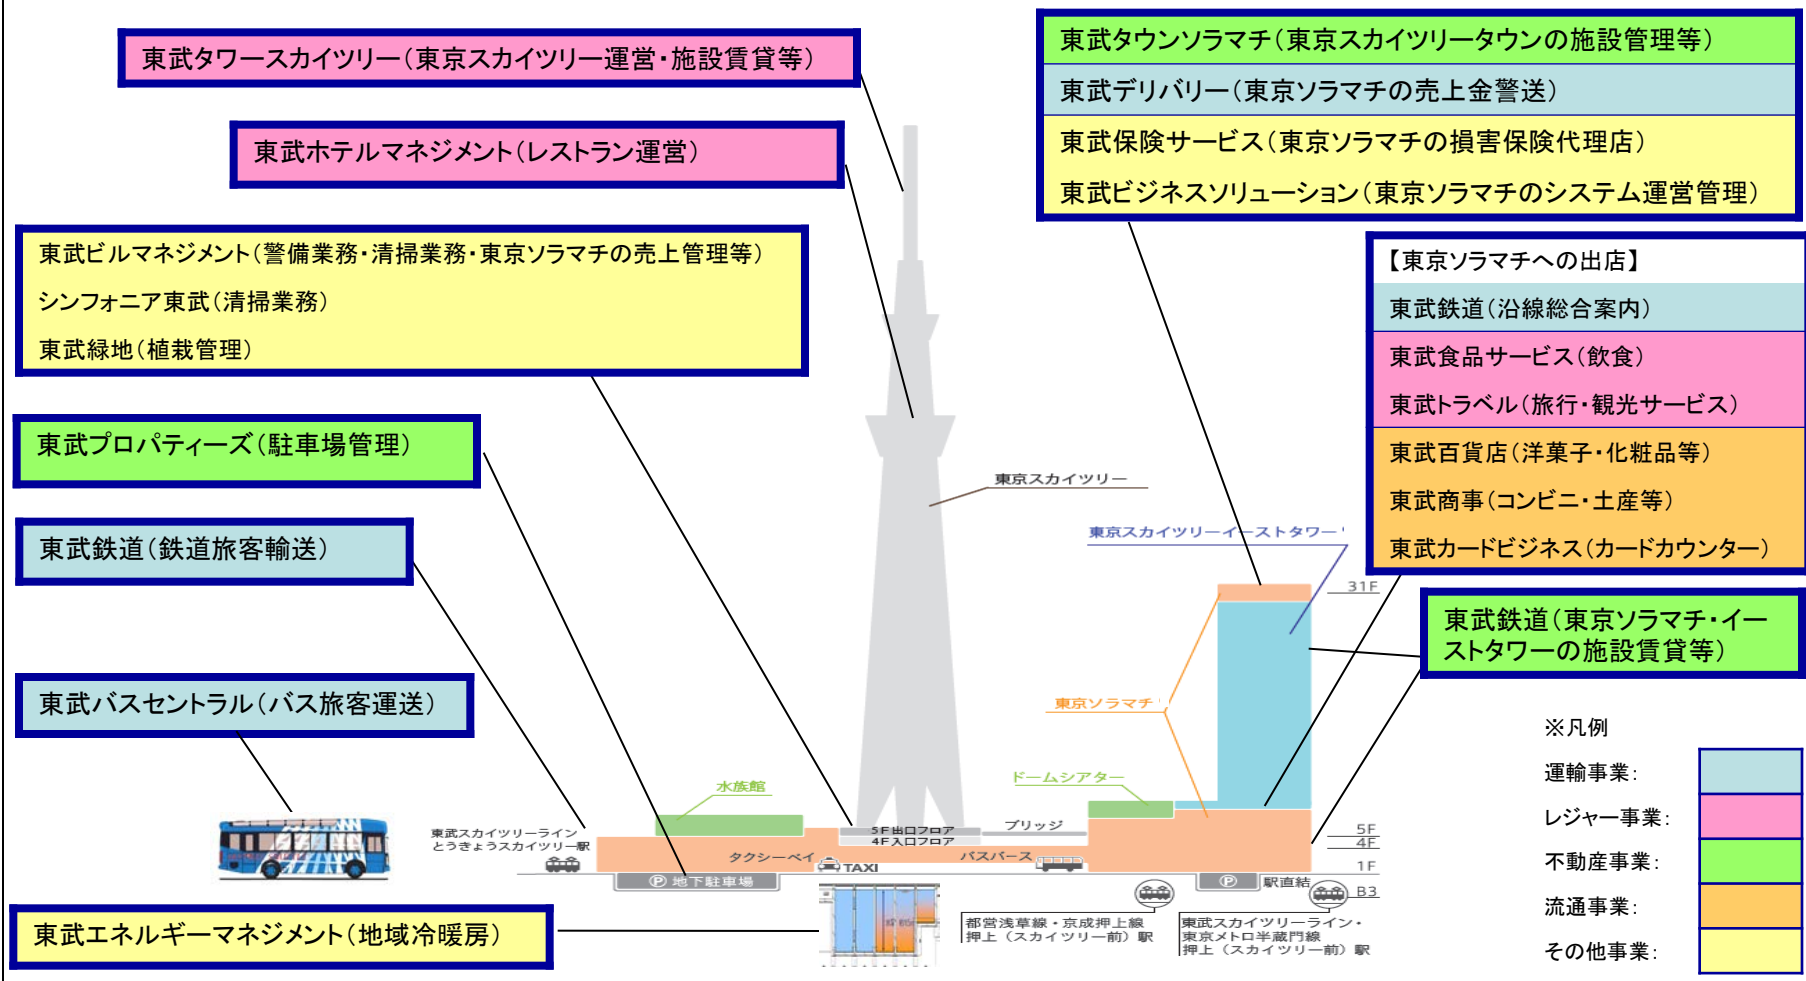 東武タワースカイツリー（東京スカイツリー運営・施設賃貸等）
東武ホテルマネジメント（レストラン運営）
東武ビルマネジメント（警備業務・清掃業務・東京ソラマチの売上管理等）
シンフォニア東武（清掃業務）
東武緑地（植栽管理）
東武プロパティーズ（駐車場管理）
東武鉄道（鉄道旅客輸送）
東武バスセントラル（バス旅客運送）
東武エネルギーマネジメント（地域冷暖房）
東武タウンソラマチ（東京スカイツリータウンの施設管理等）
東武デリバリー（東京ソラマチの売上金警送）
東武保険サービス（東京ソラマチの損害保険代理店）
東武ビジネスソリューション（東京ソラマチのシステム運営管理）
【東京ソラマチへの出店】
東武鉄道（沿線総合案内）
東武食品サービス（飲食）
東武トラベル（旅行・観光サービス）
東武百貨店（洋菓子・化粧品等）
東武商事（コンビニ・土産等）
東武カードビジネス（カードカウンター）
東武鉄道（東京ソラマチ・イー
ストタワーの施設賃貸等）
東京スカイツリー
東京スカイツリーイーストタワー
31F
東京ソラマチ
ドームシアター
水族館
東武スカイツリーライン
とうきょうスカイツリー駅
5F出口フロア
4F入口フロア
ブリッジ
タクシーベイ
TAXI
バスバース
5F
4F
1F
B3
Ⓟ 地下駐車場
Ⓟ
駅直結
都営浅草線・京成押上線
押上（スカイツリー前）駅
東武スカイツリーライン・
東京メトロ半蔵門線
押上（スカイツリー前）駅
※凡例
運輸事業：
レジャー事業：
不動産事業：
流通事業：
その他事業：